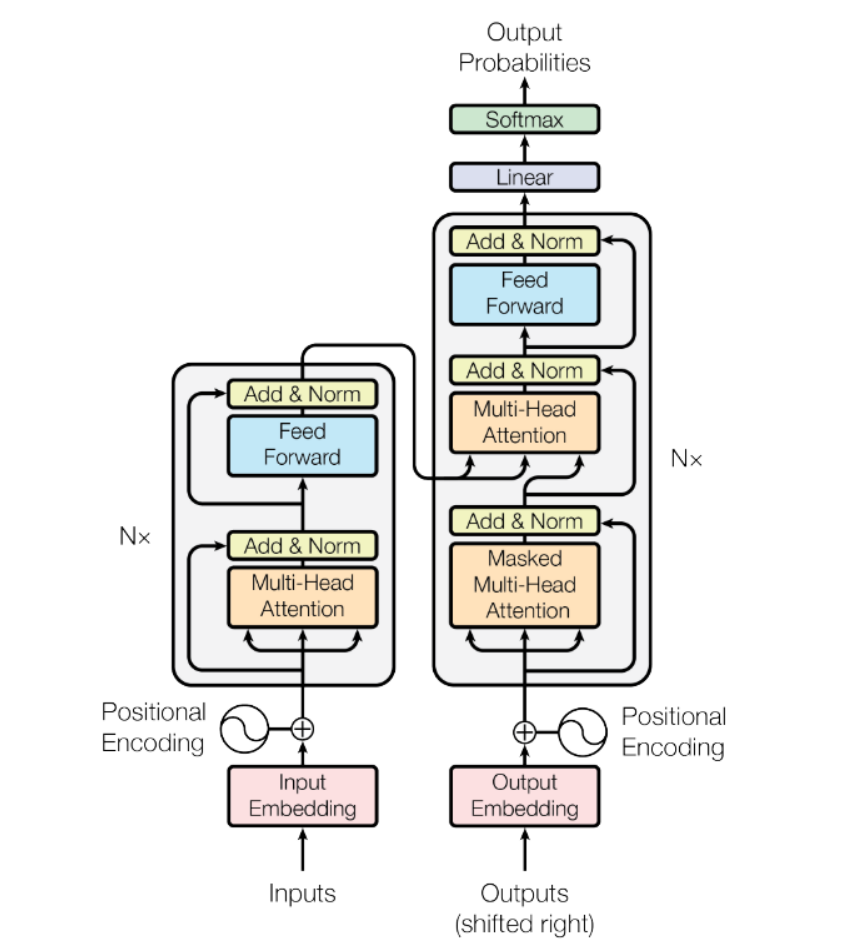 Output
Probabilities
Softmax
Linear
Add & Norm
Feed
Forward
Add & Norm
Multi-Head
Attention
Nx
Add & Norm
Masked
Multi-Head
Attention
Add & Norm
Feed
Forward
Nx
Add & Norm
Multi-Head
Attention
Positional
Encoding
Positional
Encoding
Input
Embedding
Output
Embedding
Inputs
Outputs
(shifted right)